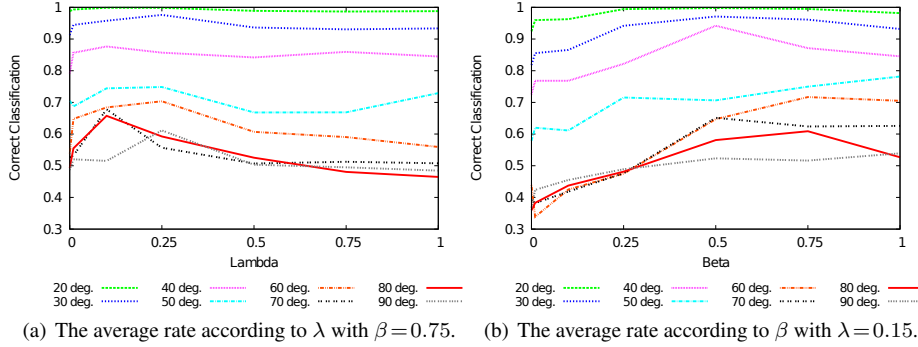 1
0.9
0.8
0.7
0.6
0.5
0.4
0.3
Correct Classification
0 0.25 0.5 0.75 1
Lambda
20 deg. 40 deg. 60 deg. 80 deg.
30 deg. 50 deg. 70 deg. 90 deg.
(a) The average rate according to λ with β=0.75.
1
0.9
0.8
0.7
0.6
0.5
0.4
0.3
Correct Classification
0 0.25 0.5 0.75 1
Beta
20 deg. 40 deg. 60 deg. 80 deg.
30 deg. 50 deg. 70 deg. 90 deg.
(b) The average rate according to β with λ=0.15.